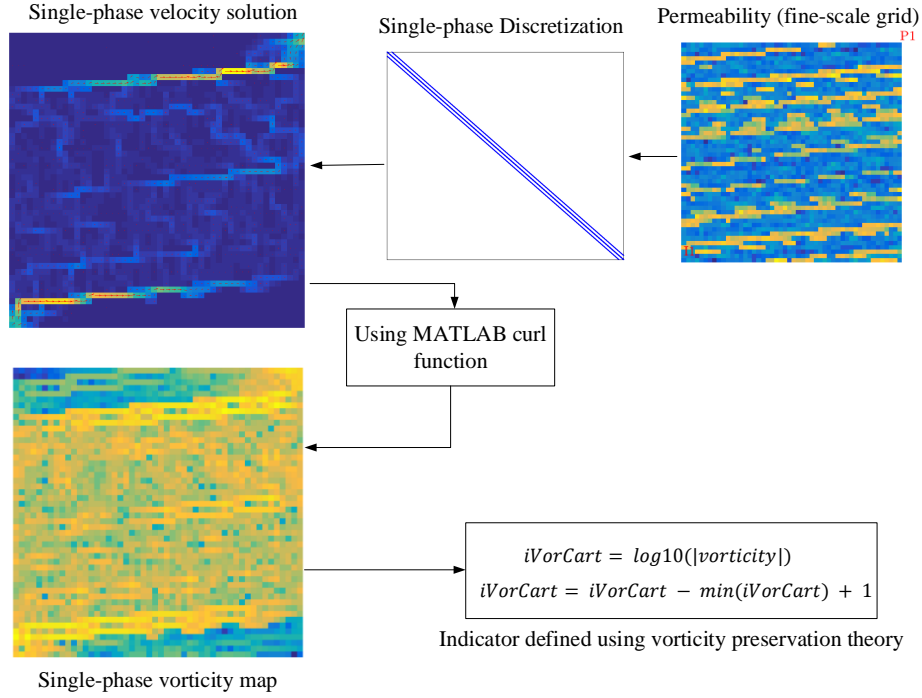 Single-phase velocity solution
Single-phase Discretization
Permeability (fine-scale grid)
P1
Using MATLAB curl
function
iVorCart = log10(|vorticity|)
iVorCart = iVorCart − min(iVorCart) + 1
Indicator defined using vorticity preservation theory
Single-phase vorticity map